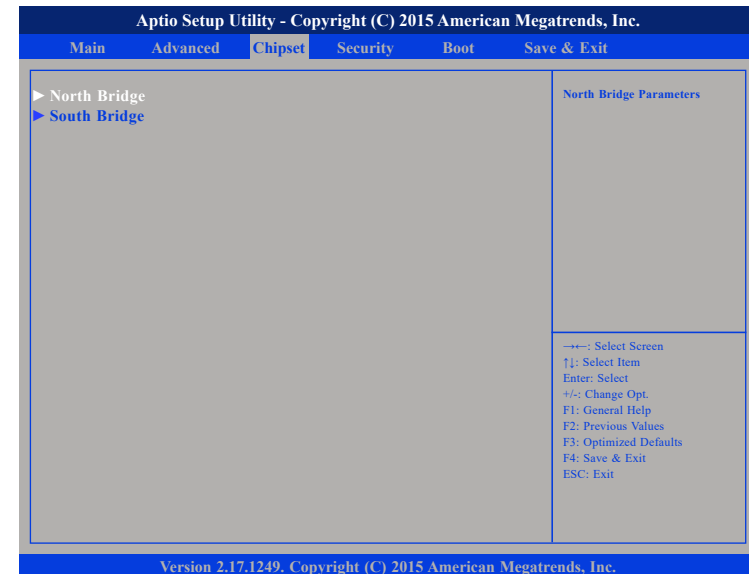 Aptio Setup Utility - Copyright (C) 2015 American Megatrends, Inc.
Main Advanced Chipset Security Boot Save & Exit
► North Bridge
► South Bridge
North Bridge Parameters
→←: Select Screen
↑↓: Select Item
Enter: Select
+/-: Change Opt.
F1: General Help
F2: Previous Values
F3: Optimized Defaults
F4: Save & Exit
ESC: Exit
Version 2.17.1249. Copyright (C) 2015 American Megatrends, Inc.